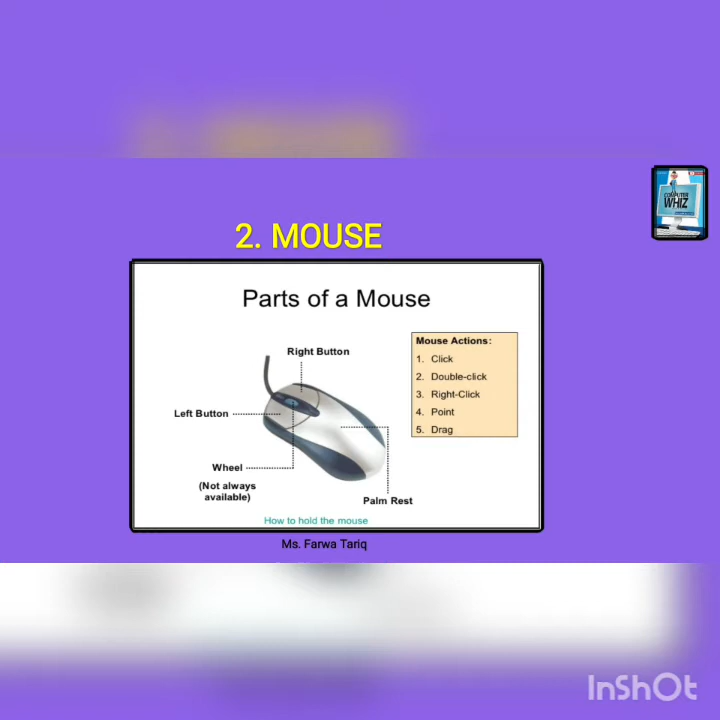 2. MOUSE
COMPUTER
WHIZ
Parts of a Mouse
Right Button
Left Button
Wheel
(Not always
available)
Palm Rest
Mouse Actions:
1. Click
2. Double-click
3. Right-Click
4. Point
5. Drag
How to hold the mouse
Ms. Farwa Tariq
InShOt